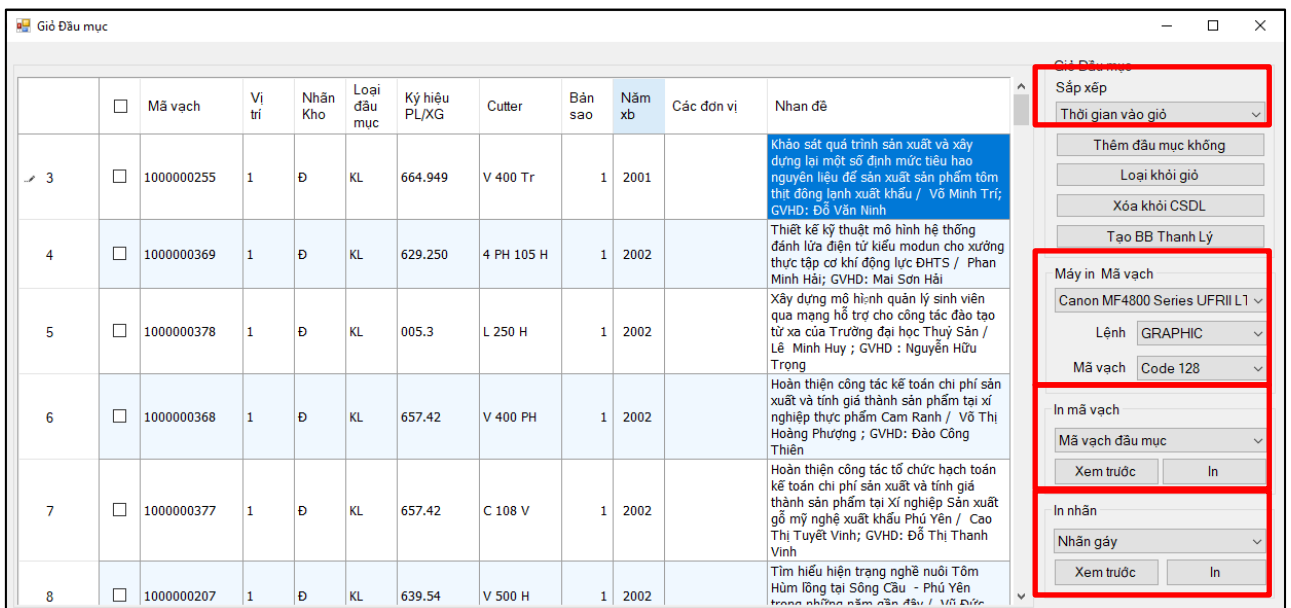 Giỏ Đầu mục
Mã vạch
Vị
trí
Nhãn
Kho
Loại
đầu
mục
Ký hiệu
PL/XG
Cutter
Bản
sao
Năm
xb
Các đơn vị
Nhan đề
3 1000000255 1 Đ KL 664.949 V 400 Tr 1 2001
Khảo sát quá trình sản xuất và xây
dựng lại một số định mức tiêu hao
nguyên liệu để sản xuất sản phẩm tôm
thịt đông lạnh xuất khẩu / Võ Minh Trí;
GVHD: Đỗ Văn Ninh
4 1000000369 1 Đ KL 629.250 4 PH 105 H 1 2002
Thiết kế kỹ thuật mô hình hệ thống
đánh lửa điện tử kiểu modun cho xưởng
thực tập cơ khí động lực ĐHTS / Phan
Minh Hải; GVHD: Mai Sơn Hải
5 1000000378 1 Đ KL 005.3 L 250 H 1 2002
Xây dựng mô hình quản lý sinh viên
qua mạng hỗ trợ cho công tác đào tạo
từ xa của Trường đại học Thuỷ Sản /
Lê Minh Huy ; GVHD : Nguyễn Hữu
Trọng
6 1000000368 1 Đ KL 657.42 V 400 PH 1 2002
Hoàn thiện công tác kế toán chi phí sản
xuất và tính giá thành sản phẩm tại xí
nghiệp thực phẩm Cam Ranh / Võ Thị
Hoàng Phượng ; GVHD: Đào Công
Thiên
7 1000000377 1 Đ KL 657.42 C 108 V 1 2002
Hoàn thiện công tác tổ chức hạch toán
kế toán chi phí sản xuất và tính giá
thành sản phẩm tại Xí nghiệp Sản xuất
gỗ mỹ nghệ xuất khẩu Phú Yên / Cao
Thị Tuyết Vinh; GVHD: Đỗ Thị Thanh
Vinh
8 1000000207 1 Đ KL 639.54 V 500 H 1 2002
Tìm hiểu hiện trạng nghề nuôi Tôm
Hùm lồng tại Sông Cầu - Phú Yên
trong những năm gần đây / Vũ Đức
Giỏ Đầu mục
Sắp xếp
Thời gian vào giỏ
Thêm đầu mục khống
Loại khỏi giỏ
Xóa khỏi CSDL
Tạo BB Thanh Lý
Máy in Mã vạch
Canon MF4800 Series UFRII LT
Lệnh GRAPHIC
Mã vạch Code 128
In mã vạch
Mã vạch đầu mục
Xem trước In
In nhãn
Nhãn gáy
Xem trước In